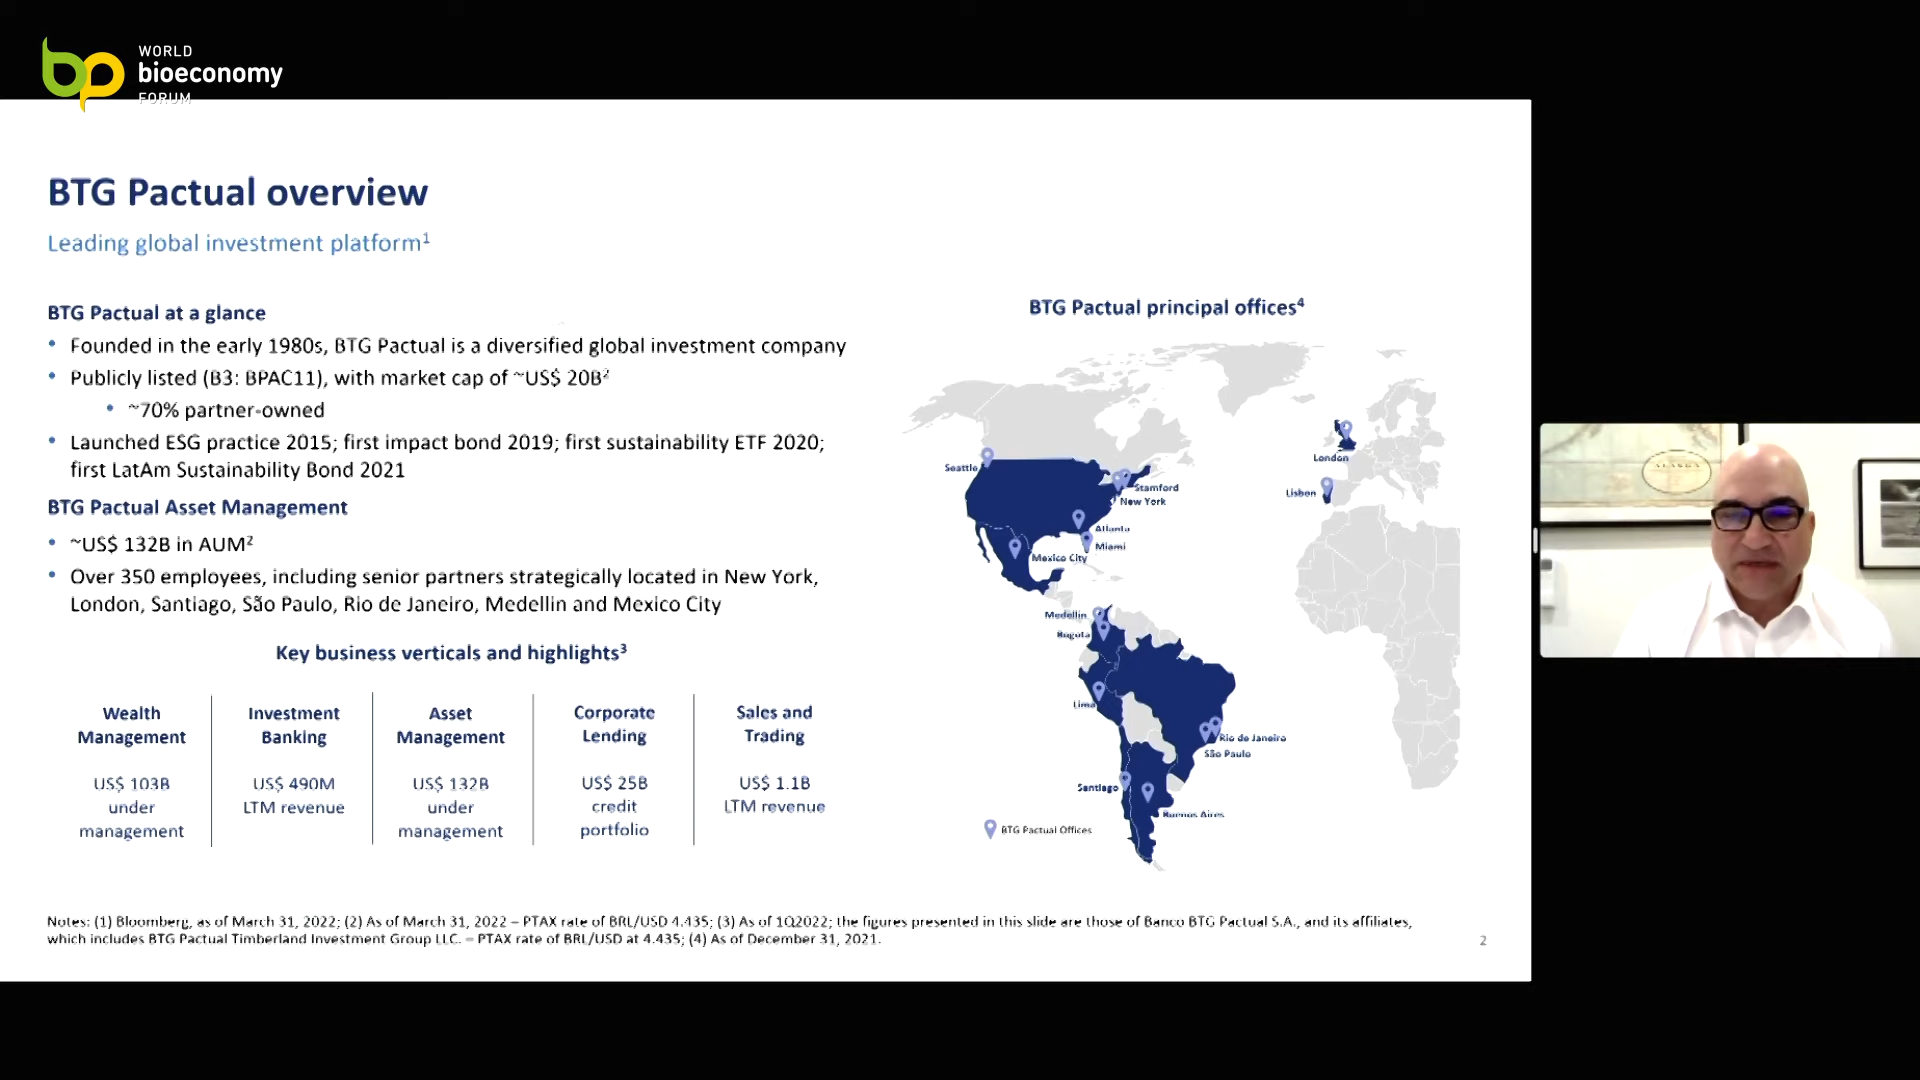 WORLD
bioeconomy
FORUM
BTG Pactual overview
Leading global investment platform¹
BTG Pactual at a glance
• Founded in the early 1980s, BTG Pactual is a diversified global investment company
• Publicly listed (B3: BPAC11), with market cap of ~US$ 20B²
• ~70% partner-owned
• Launched ESG practice 2015; first impact bond 2019; first sustainability ETF 2020;
first LatAm Sustainability Bond 2021
BTG Pactual Asset Management
• ~US$ 132B in AUM²
• Over 350 employees, including senior partners strategically located in New York,
London, Santiago, São Paulo, Rio de Janeiro, Medellin and Mexico City
Key business verticals and highlights³
Wealth
Management
US$ 103B
under
management
Investment
Banking
US$ 490M
LTM revenue
Asset
Management
US$ 132B
under
management
Corporate
Lending
US$ 25B
credit
portfolio
Sales and
Trading
US$ 1.1B
LTM revenue
BTG Pactual principal offices⁴
Seattle
Stamford
New York
Atlanta
Miami
Mexico City
Medellin
Bogota
Lima
Rio de Janeiro
São Paulo
Santiago
Buenos Aires
London
Lisbon
BTG Pactual Offices
Notes: (1) Bloomberg, as of March 31, 2022; (2) As of March 31, 2022 – PTAX rate of BRL/USD 4.435; (3) As of 1Q2022; the figures presented in this slide are those of Banco BTG Pactual S.A., and its affiliates,
which includes BTG Pactual Timberland Investment Group LLC. – PTAX rate of BRL/USD at 4.435; (4) As of December 31, 2021.
2
ALASKA